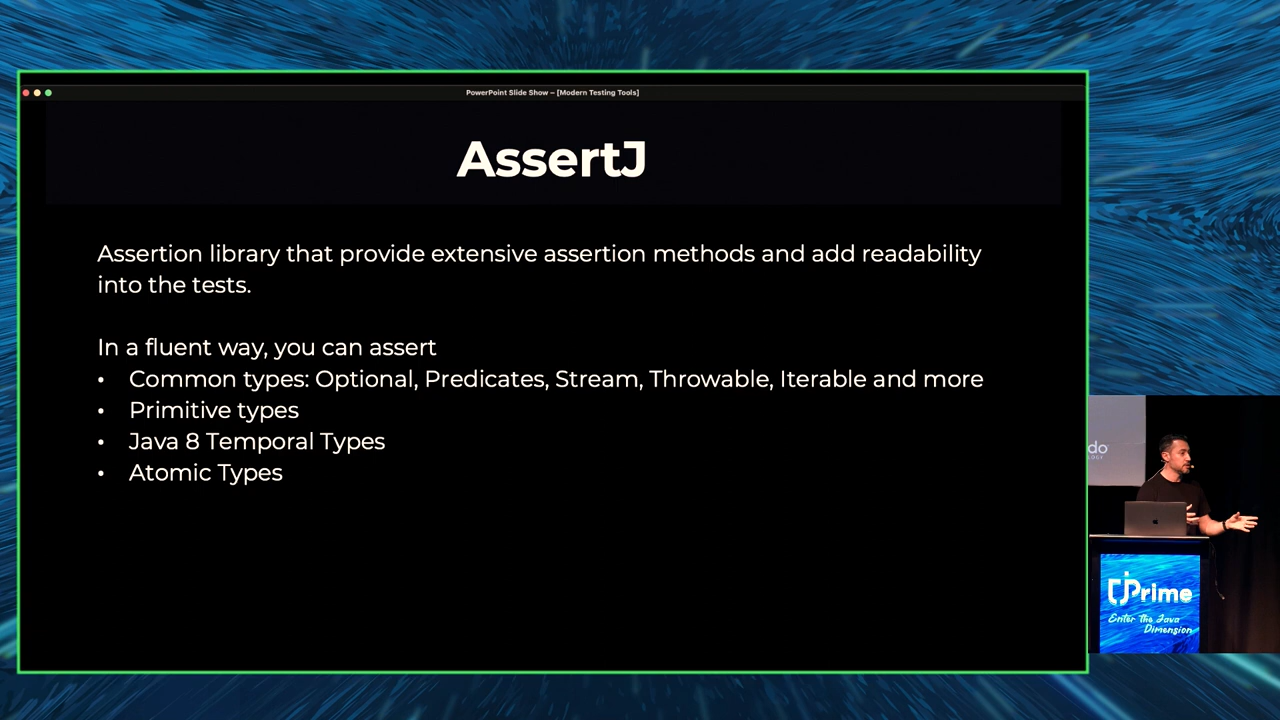 PowerPoint Slide Show – [Modern Testing Tools]
AssertJ
Assertion library that provide extensive assertion methods and add readability
into the tests.
In a fluent way, you can assert
• Common types: Optional, Predicates, Stream, Throwable, Iterable and more
• Primitive types
• Java 8 Temporal Types
• Atomic Types
do
JPrime
Enter the Java
Dimension